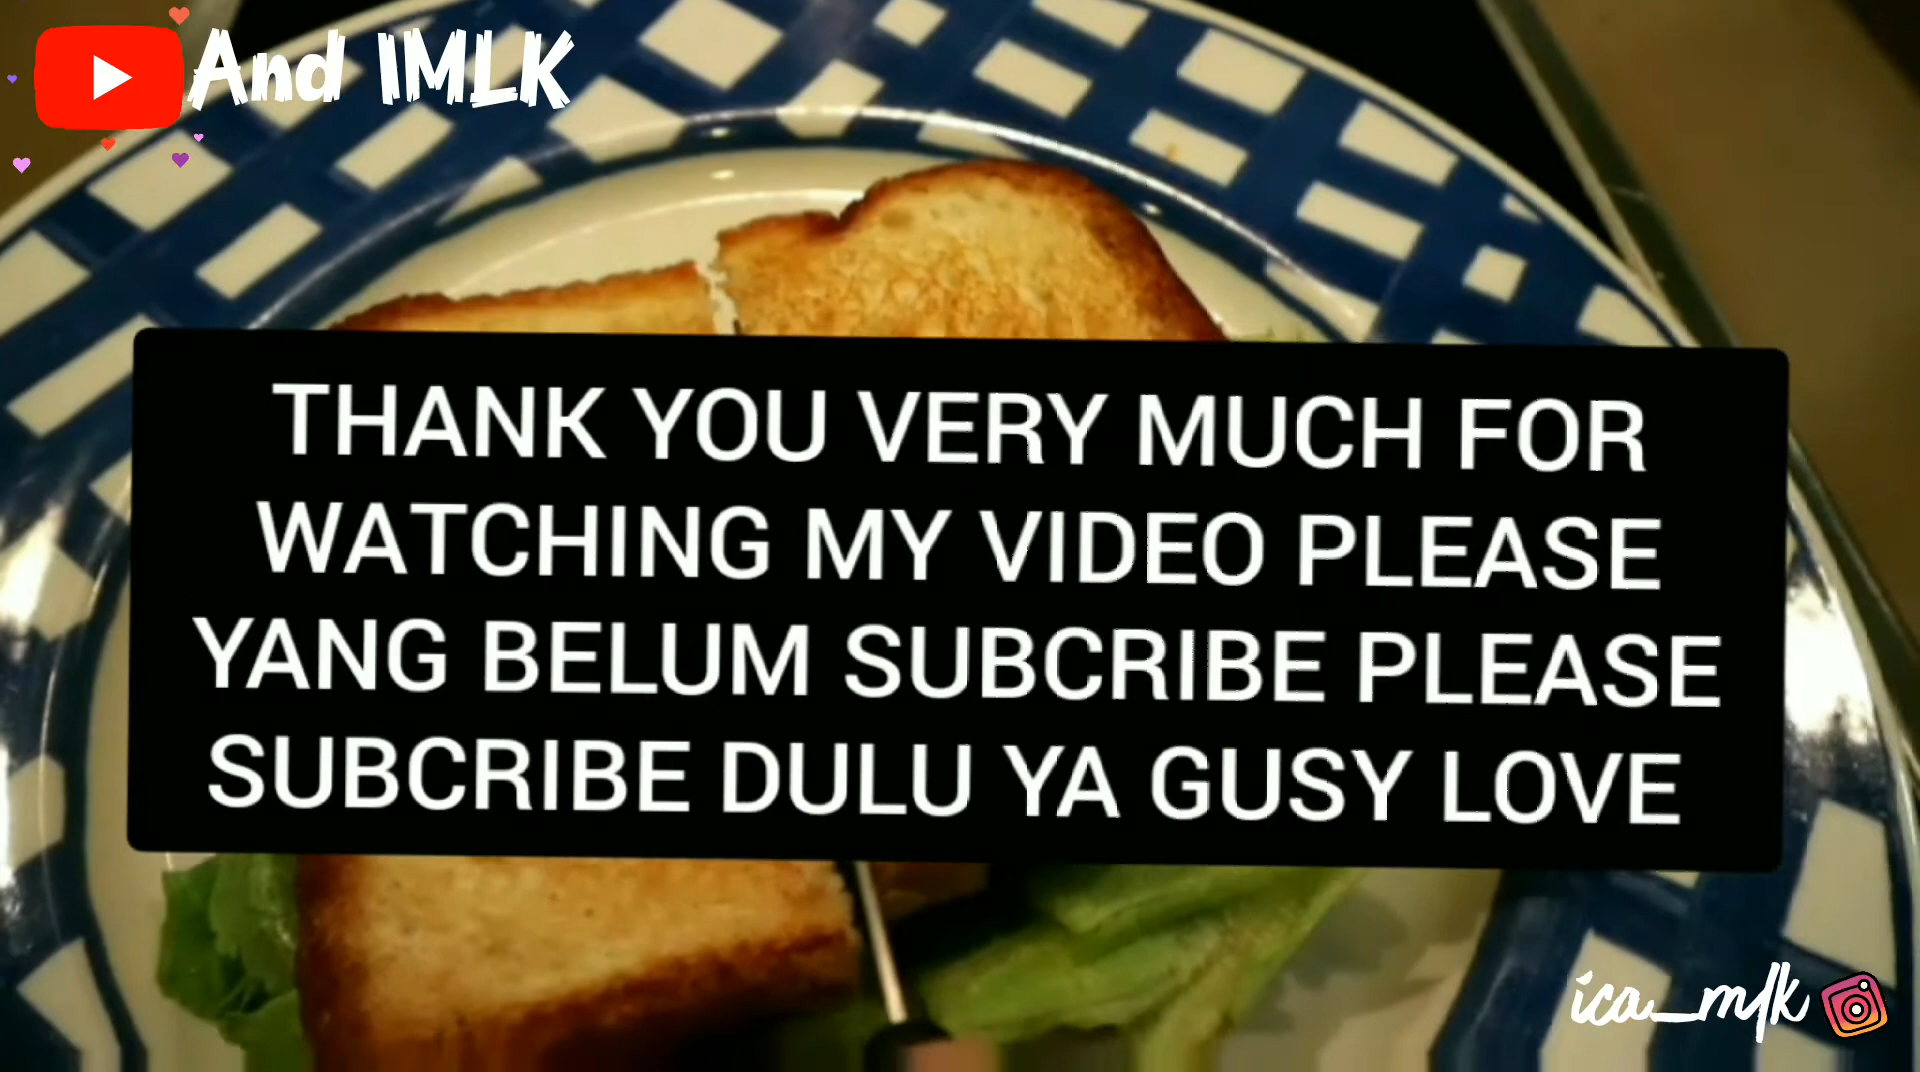 And IMLK
THANK YOU VERY MUCH FOR
WATCHING MY VIDEO PLEASE
YANG BELUM SUBCRIBE PLEASE
SUBCRIBE DULU YA GUSY LOVE
ica_mlk